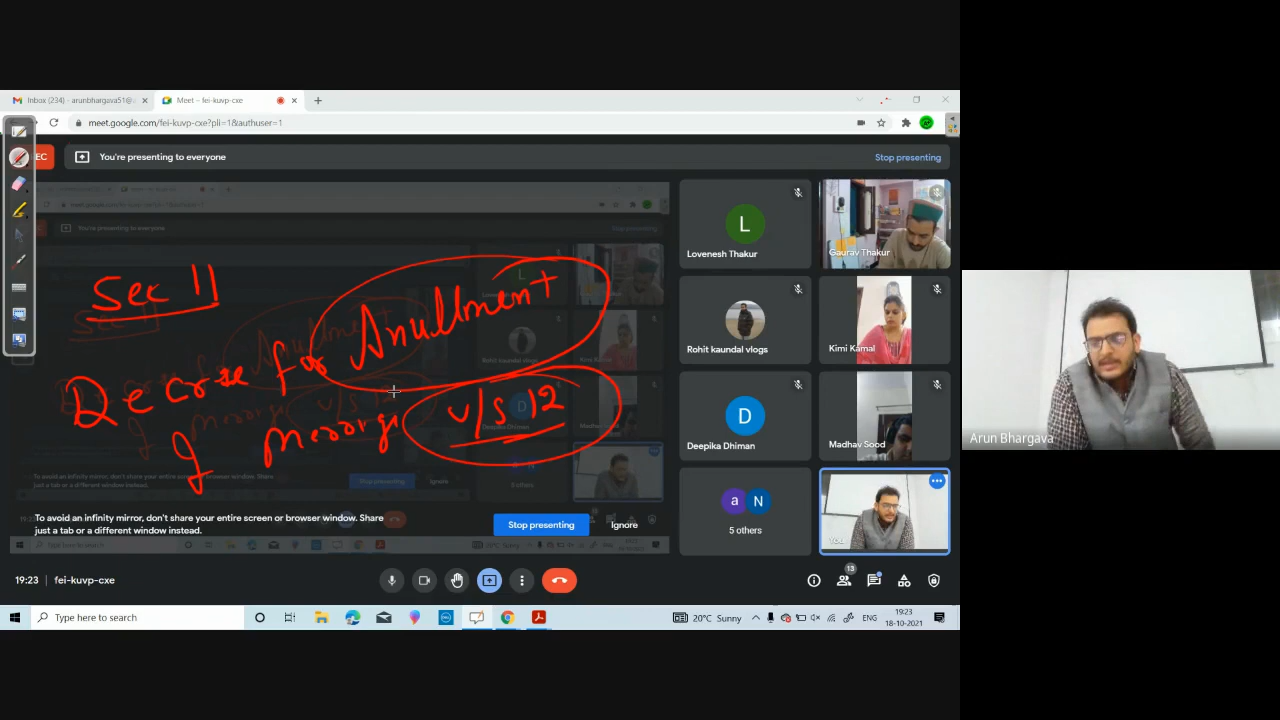 Inbox (234) - arunbhargava51@g
Meet – fei-kuvp-cxe
meet.google.com/fei-kuvp-cxe?pli=1&authuser=1
EC
You're presenting to everyone
Stop presenting
Sec 11
Decree for Anullment
of marriage u/s 12
L
Lovenesh Thakur
Gaurav Thakur
Rohit kaundal vlogs
Kimi Kamal
D
Deepika Dhiman
Madhav Sood
a N
5 others
You
Arun Bhargava
To avoid an infinity mirror, don't share your entire screen or browser window. Share
just a tab or a different window instead.
Stop presenting
Ignore
19:23 | fei-kuvp-cxe
13
Type here to search
20°C Sunny
ENG
19:23
18-10-2021